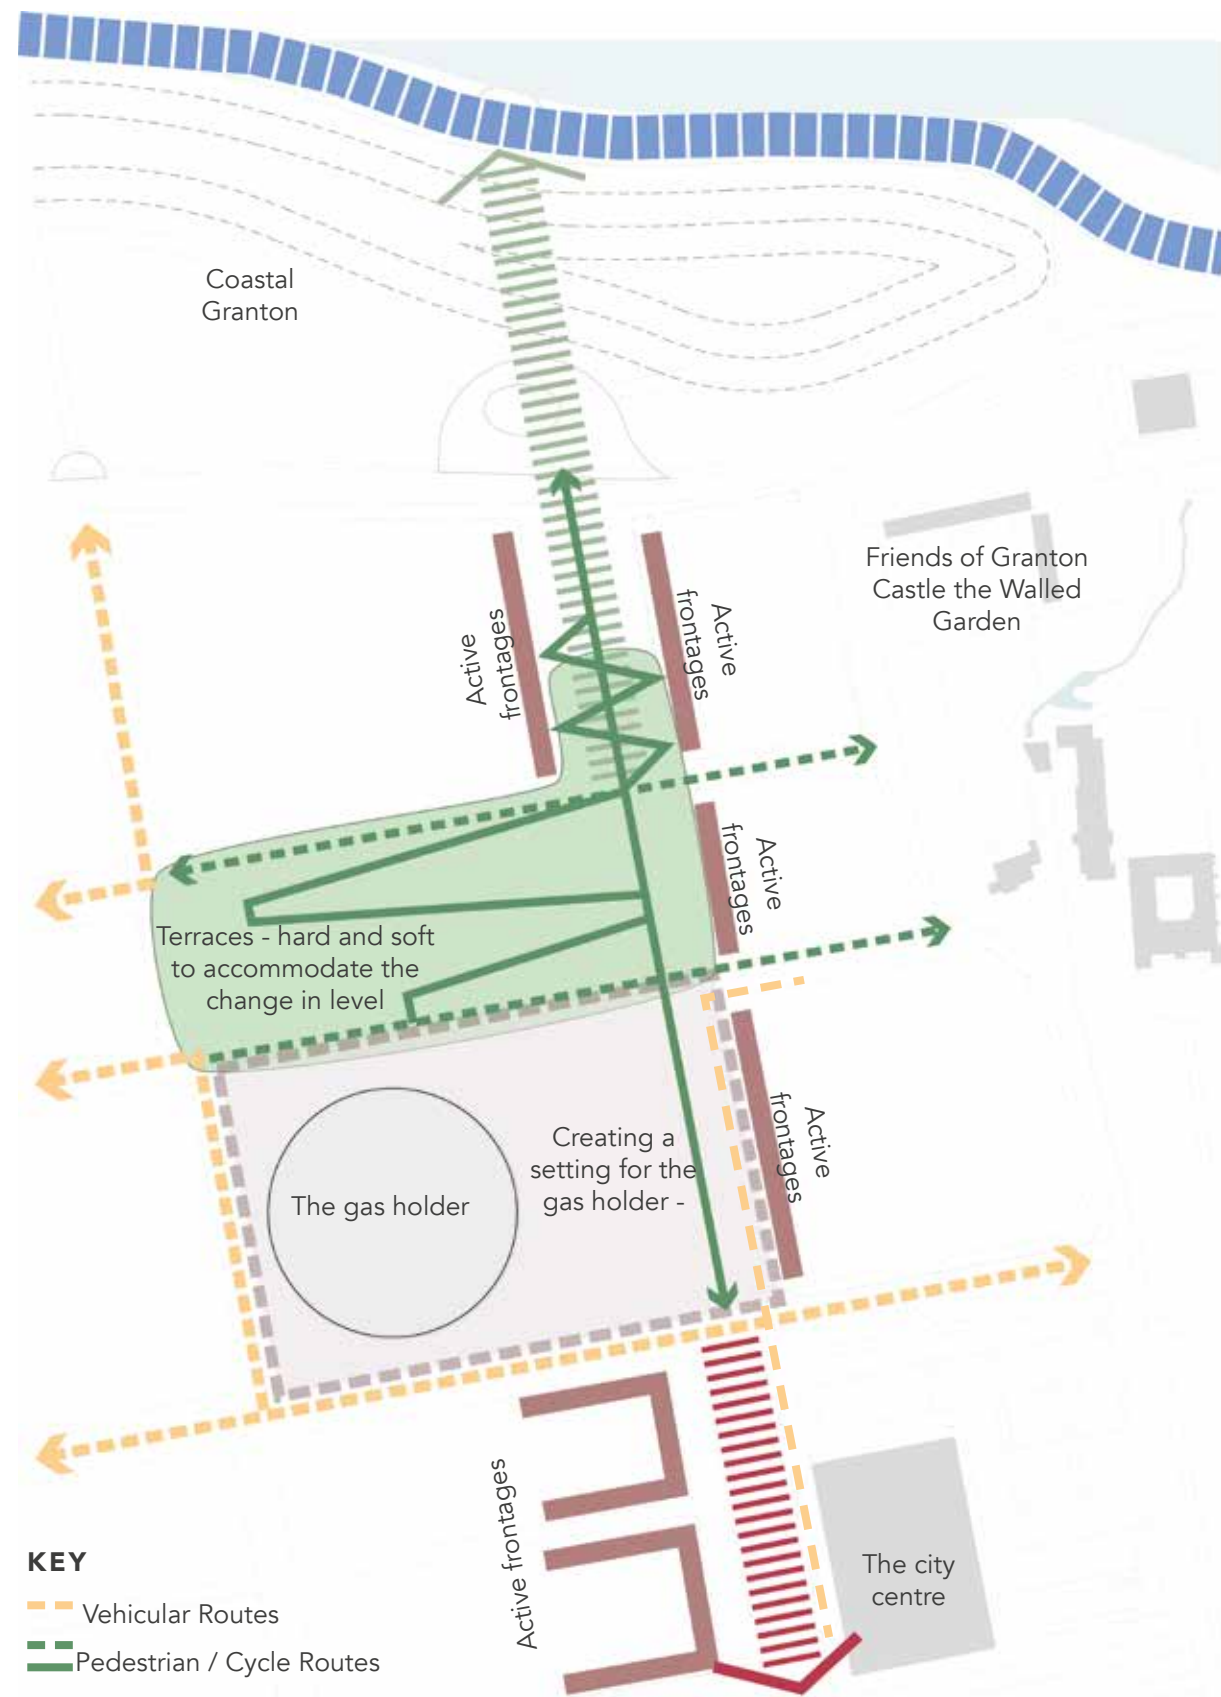 Coastal
Granton
Friends of Granton
Castle the Walled
Garden
Active
frontages
Active
frontages
Active
frontages
Terraces - hard and soft
to accommodate the
change in level
Active
frontages
Creating a
setting for the
gas holder -
The gas holder
Active frontages
The city
centre
KEY
Vehicular Routes
Pedestrian / Cycle Routes